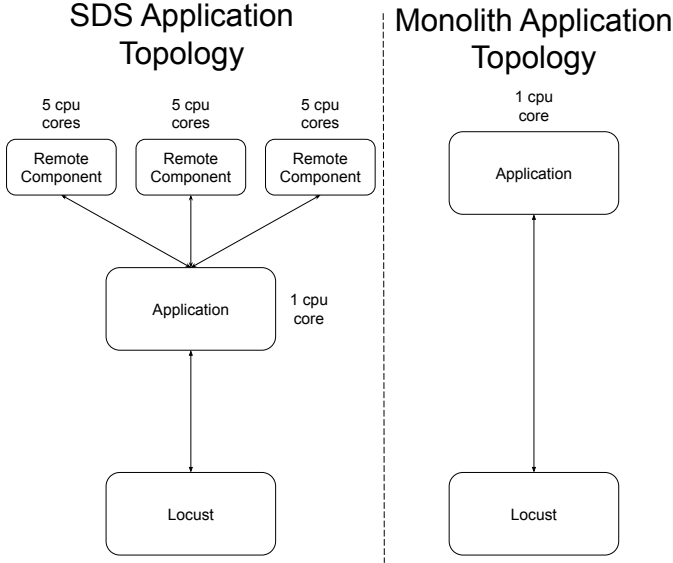 SDS Application
Topology
5 cpu
cores
5 cpu
cores
5 cpu
cores
Remote
Component
Remote
Component
Remote
Component
Application
1 cpu
core
Locust
Monolith Application
Topology
1 cpu
core
Application
Locust